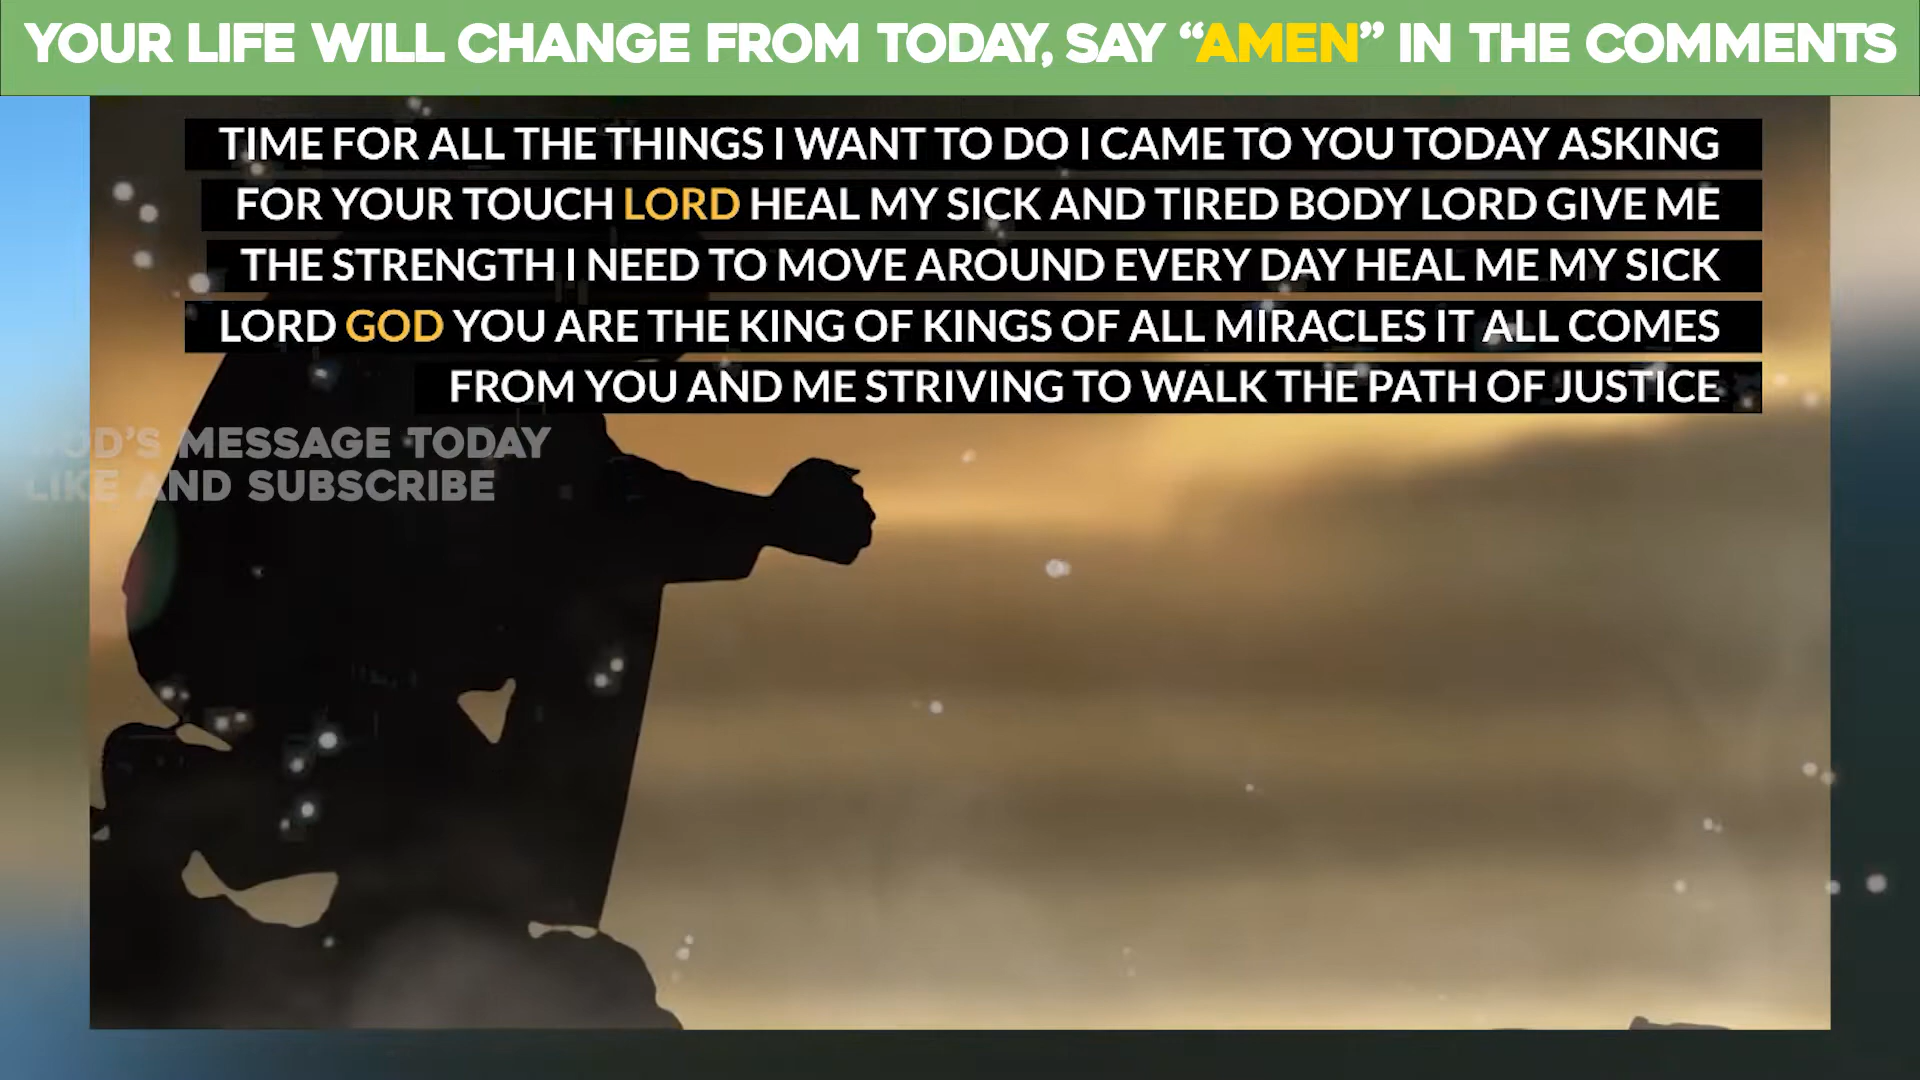 YOUR LIFE WILL CHANGE FROM TODAY, SAY “AMEN” IN THE COMMENTS
TIME FOR ALL THE THINGS I WANT TO DO I CAME TO YOU TODAY ASKING
FOR YOUR TOUCH LORD HEAL MY SICK AND TIRED BODY LORD GIVE ME
THE STRENGTH I NEED TO MOVE AROUND EVERY DAY HEAL ME MY SICK
LORD GOD YOU ARE THE KING OF KINGS OF ALL MIRACLES IT ALL COMES
FROM YOU AND ME STRIVING TO WALK THE PATH OF JUSTICE
GOD’S MESSAGE TODAY
LIKE AND SUBSCRIBE